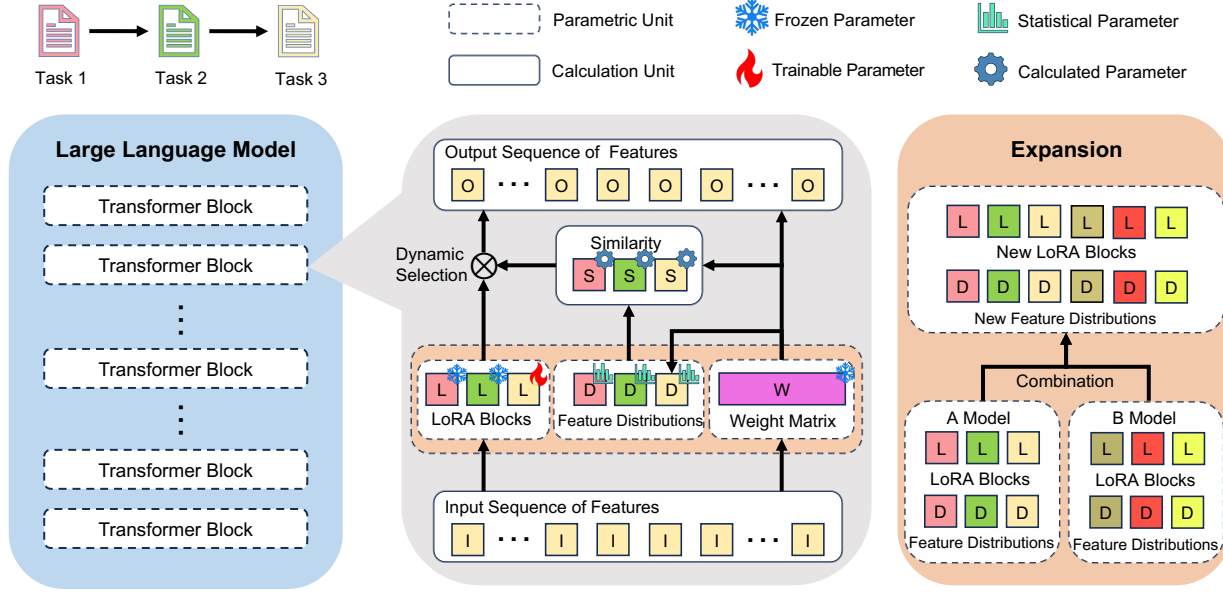 Task 1
Task 2
Task 3
Parametric Unit
Calculation Unit
Frozen Parameter
Trainable Parameter
Statistical Parameter
Calculated Parameter
Large Language Model
Transformer Block
Transformer Block
Transformer Block
Transformer Block
Transformer Block
Output Sequence of Features
O ... O O O O ... O
Dynamic
Selection
Similarity
S S S
L L L
LoRA Blocks
D D D
Feature Distributions
W
Weight Matrix
Input Sequence of Features
I ... I I I I ... I
Expansion
L L L L L L
New LoRA Blocks
D D D D D D
New Feature Distributions
Combination
A Model
L L L
LoRA Blocks
D D D
Feature Distributions
B Model
L L L
LoRA Blocks
D D D
Feature Distributions